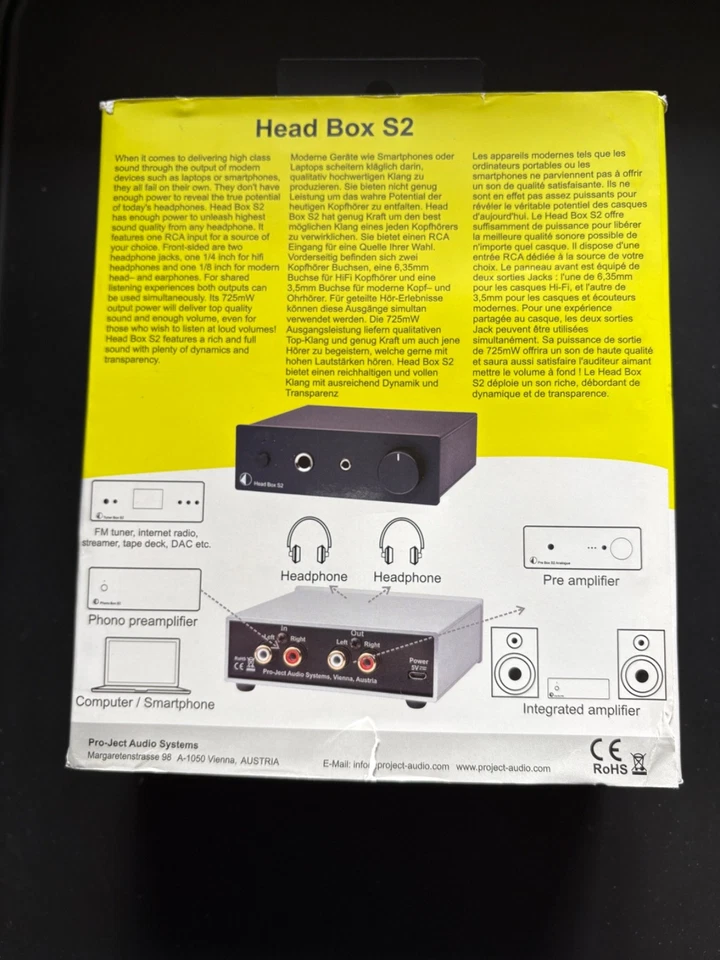 Head Box S2
When it comes to delivering high class
sound through the output of modern
devices such as laptops or smartphones,
they all fail on their own. They don't have
enough power to reveal the true potential
of today's headphones. Head Box S2
has enough power to unleash highest
sound quality from any headphone. It
features one RCA input for a source of
your choice. Front-sided are two
headphone jacks, one 1/4 inch for hifi
headphones and one 1/8 inch for modern
head– and earphones. For shared
listening experiences both outputs can
be used simultaneously. Its 725mW
output power will deliver top quality
sound and enough volume, even for
those who wish to listen at loud volumes!
Head Box S2 features a rich and full
sound with plenty of dynamics and
transparency.
Moderne Geräte wie Smartphones oder
Laptops scheitern kläglich darin,
qualitativ hochwertigen Klang zu
produzieren. Sie bieten nicht genug
Leistung um das wahre Potential der
heutigen Kopfhörer zu entfalten. Head
Box S2 hat genug Kraft um den best
möglichen Klang eines jeden Kopfhörers
zu verwirklichen. Sie bietet einen RCA
Eingang für eine Quelle Ihrer Wahl.
Vorderseitig befinden sich zwei
Kopfhörer Buchsen, eine 6,35mm
Buchse für HiFi Kopfhörer und eine
3,5mm Buchse für moderne Kopf– und
Ohrhörer. Für geteilte Hör-Erlebnisse
können diese Ausgänge simultan
verwendet werden. Die 725mW
Ausgangsleistung liefern qualitativen
Top-Klang und genug Kraft um auch jene
Hörer zu begeistern, welche gerne mit
hohen Lautstärken hören. Head Box S2
bietet einen reichhaltigen und vollen
Klang mit ausreichend Dynamik und
Transparenz
Les appareils modernes tels que les
ordinateurs portables ou les
smartphones ne parviennent pas à offrir
un son de qualité satisfaisante. Ils ne
sont en effet pas assez puissants pour
révéler le véritable potentiel des casques
d'aujourd'hui. Le Head Box S2 offre
suffisamment de puissance pour libérer
la meilleure qualité sonore possible de
n'importe quel casque. Il dispose d'une
entrée RCA dédiée à la source de votre
choix. Le panneau avant est équipé de
deux sorties Jacks : l'une de 6,35mm
pour les casques Hi-Fi, et l'autre de
3,5mm pour les casques et écouteurs
modernes. Pour une expérience
partagée au casque, les deux sorties
Jack peuvent être utilisées
simultanément. Sa puissance de sortie
de 725mW offrira un son de haute qualité
et saura aussi satisfaire l'auditeur aimant
mettre le volume à fond ! Le Head Box
S2 déploie un son riche, débordant de
dynamique et de transparence.
Head Box S2
FM tuner, internet radio,
streamer, tape deck, DAC etc.
Headphone
Headphone
Pre Box S2 Analogue
Pre amplifier
Phono preamplifier
In
Left
Right
Out
Left
Right
RoHS
CE
Power
5V
Pro-Ject Audio Systems, Vienna, Austria
Computer / Smartphone
Integrated amplifier
Pro-Ject Audio Systems
Margaretenstrasse 98 A-1050 Vienna, AUSTRIA
E-Mail: info project-audio.com www.project-audio.com
CE
RoHS